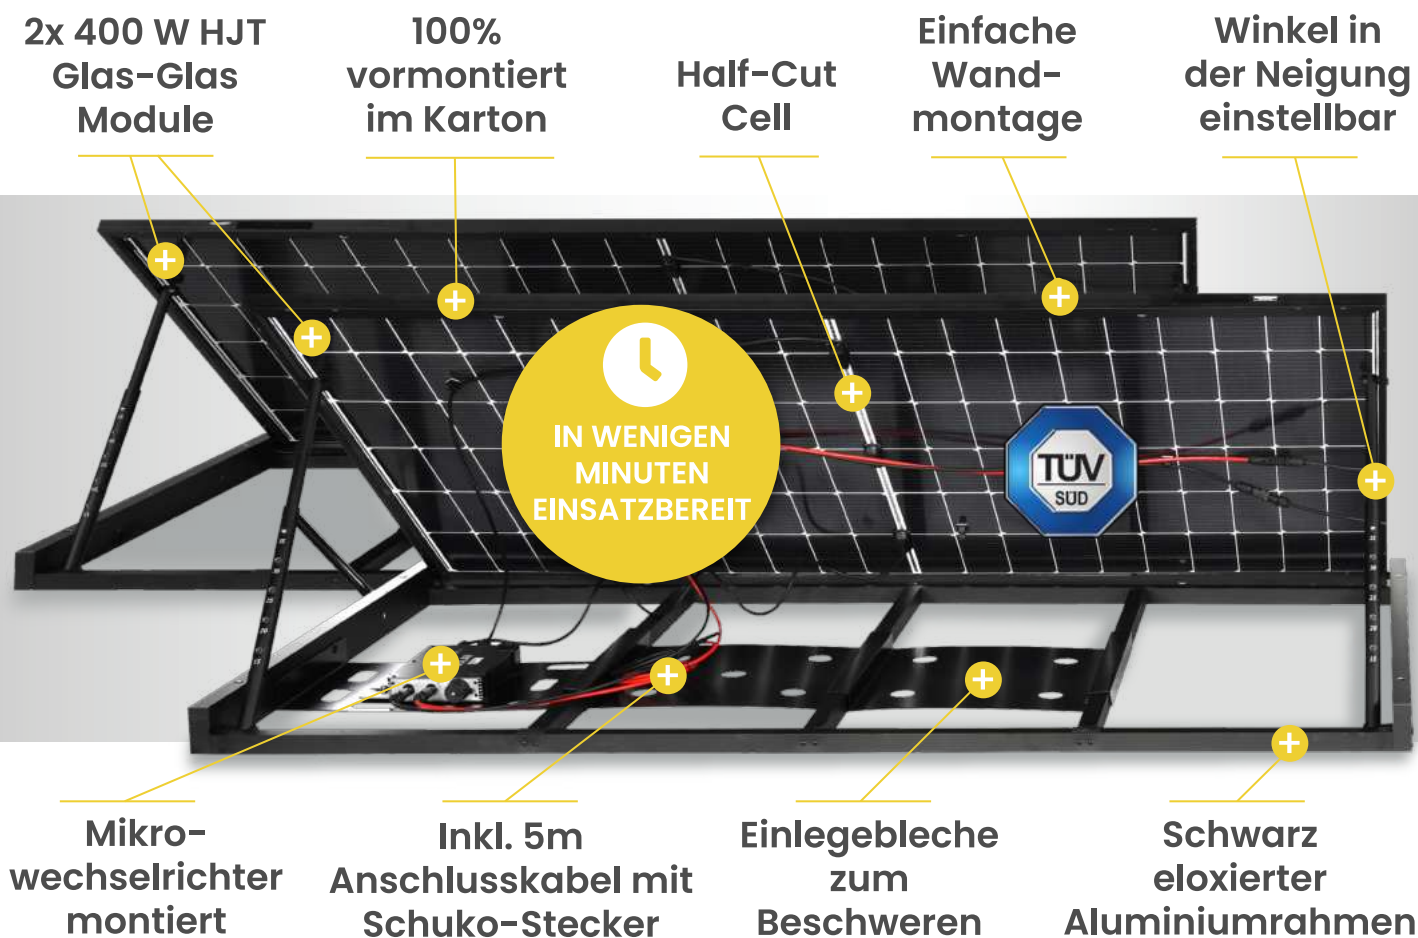 2x 400 W HJT
Glas-Glas
Module
100%
vormontiert
im Karton
Half-Cut
Cell
Einfache
Wand-
montage
Winkel in
der Neigung
einstellbar
IN WENIGEN
MINUTEN
EINSATZBEREIT
TÜV
SÜD
Mikro-
wechselrichter
montiert
Inkl. 5m
Anschlusskabel mit
Schuko-Stecker
Einlegebleche
zum
Beschweren
Schwarz
eloxierter
Aluminiumrahmen